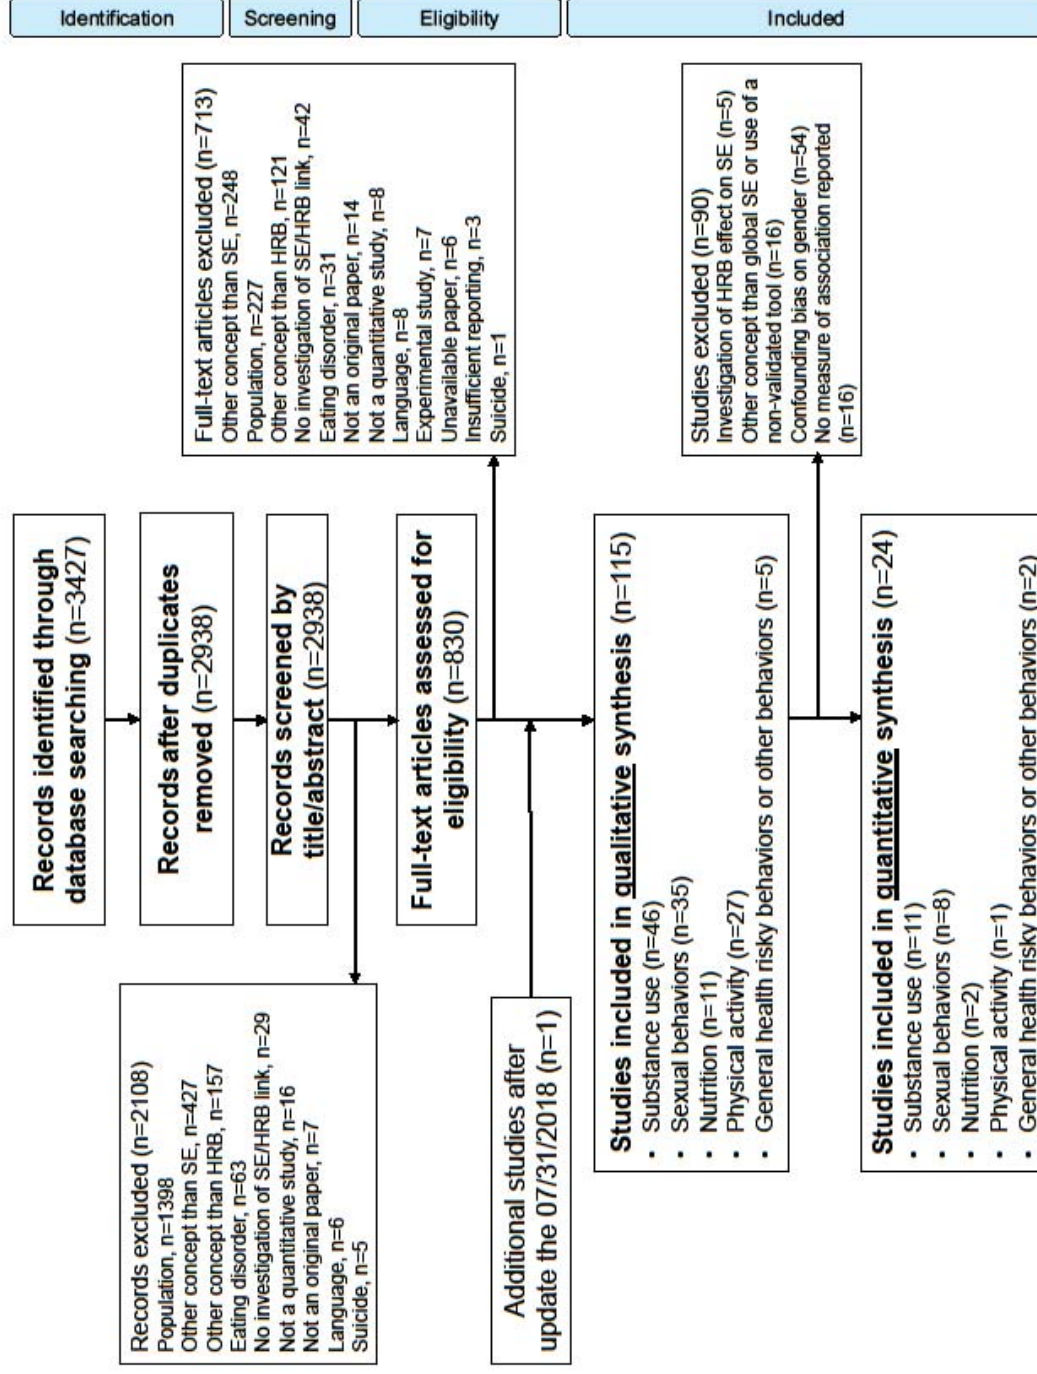 Identification
Screening
Eligibility
Included
Records identified through
database searching (n=3427)
Records after duplicates
removed (n=2938)
Records screened by
title/abstract (n=2938)
Records excluded (n=2108)
Population, n=1398
Other concept than SE, n=427
Other concept than HRB, n=157
Eating disorder, n=63
No investigation of SE/HRB link, n=29
Not a quantitative study, n=16
Not an original paper, n=7
Language, n=6
Suicide, n=5
Full-text articles assessed for
eligibility (n=830)
Full-text articles excluded (n=713)
Other concept than SE, n=248
Population, n=227
Other concept than HRB, n=121
No investigation of SE/HRB link, n=42
Eating disorder, n=31
Not an original paper, n=14
Not a quantitative study, n=8
Language, n=8
Experimental study, n=7
Unavailable paper, n=6
Insufficient reporting, n=3
Suicide, n=1
Additional studies after
update the 07/31/2018 (n=1)
Studies included in qualitative synthesis (n=115)
• Substance use (n=46)
• Sexual behaviors (n=35)
• Nutrition (n=11)
• Physical activity (n=27)
• General health risky behaviors or other behaviors (n=5)
Studies excluded (n=90)
Investigation of HRB effect on SE (n=5)
Other concept than global SE or use of a
non-validated tool (n=16)
Confounding bias on gender (n=54)
No measure of association reported
(n=16)
Studies included in quantitative synthesis (n=24)
• Substance use (n=11)
• Sexual behaviors (n=8)
• Nutrition (n=2)
• Physical activity (n=1)
• General health risky behaviors or other behaviors (n=2)